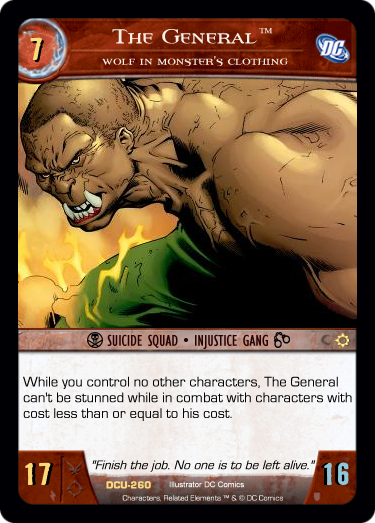 7
THE GENERAL™
WOLF IN MONSTER'S CLOTHING
DC
SUICIDE SQUAD • INJUSTICE GANG
While you control no other characters, The General
can't be stunned while in combat with characters with
cost less than or equal to his cost.
"Finish the job. No one is to be left alive."
17
DCU-260 Illustrator DC Comics
16
Characters, Related Elements ™ & © DC Comics